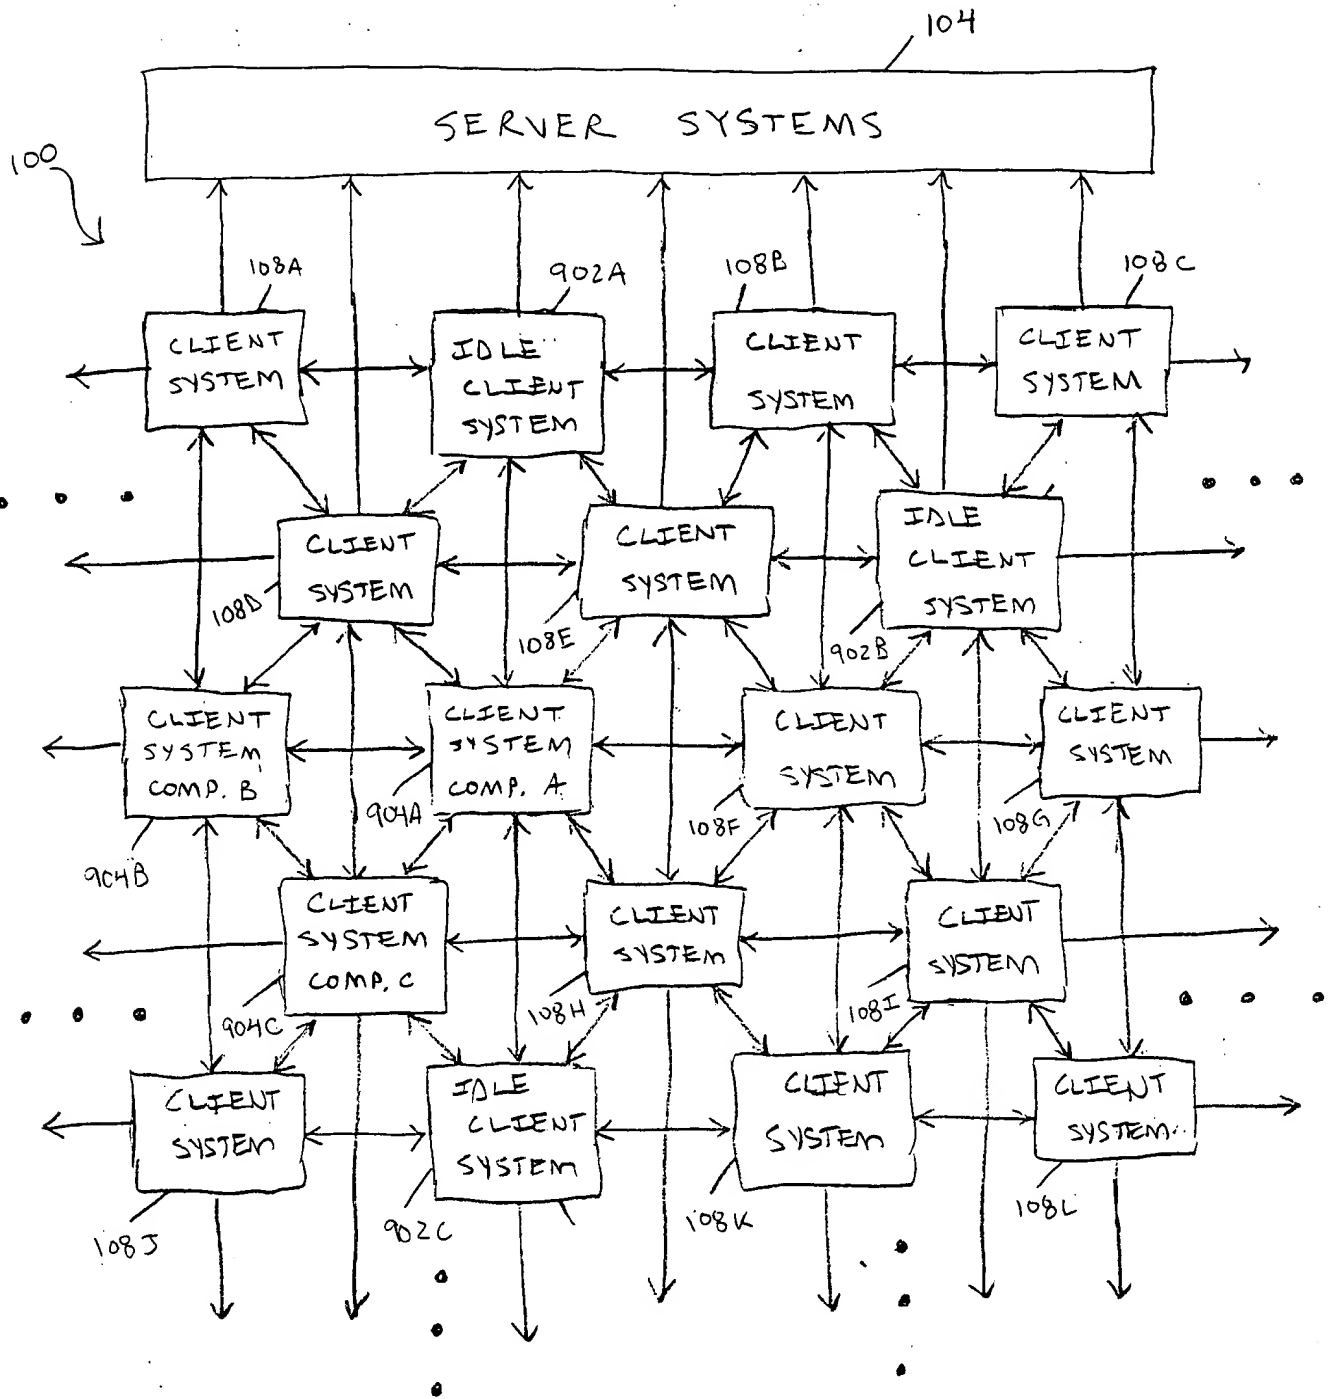 104
SERVER SYSTEMS
100
108A
902A
108B
108C
CLIENT
SYSTEM
IDLE
CLIENT
SYSTEM
CLIENT
SYSTEM
CLIENT
SYSTEM
CLIENT
SYSTEM
108D
CLIENT
SYSTEM
108E
IDLE
CLIENT
SYSTEM
902B
CLIENT
SYSTEM
COMP. B
904B
CLIENT
SYSTEM
COMP. A
904A
CLIENT
SYSTEM
108F
CLIENT
SYSTEM
108G
CLIENT
SYSTEM
COMP. C
904C
CLIENT
SYSTEM
108H
CLIENT
SYSTEM
108I
CLIENT
SYSTEM
108J
IDLE
CLIENT
SYSTEM
902C
CLIENT
SYSTEM
108K
CLIENT
SYSTEM
108L